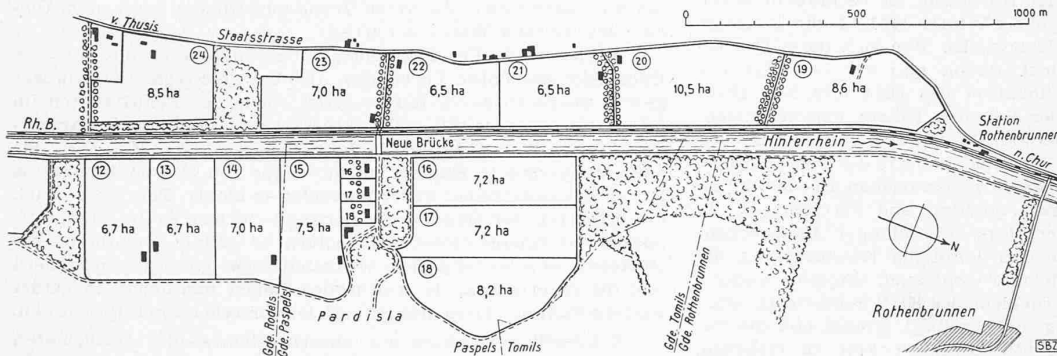 0 500 1000 m
v. Thusis
Staatsstrasse
24 23 22 21 20 19
8,5 ha 7,0 ha 6,5 ha 6,5 ha 10,5 ha 8,6 ha
Station
Rothenbrunnen
n. Chur
Rh. B. Neue Brücke Hinterrhein
12 13 14 15 16 16
17
18
7,2 ha
17
6,7 ha 6,7 ha 7,0 ha 7,5 ha 7,2 ha
18
8,2 ha
N
Pardisla
Gde. Rodels
Gde. Paspels
Paspels Tomils
Gde. Tomils
Gde. Rothenbrunnen
Rothenbrunnen
SBZ